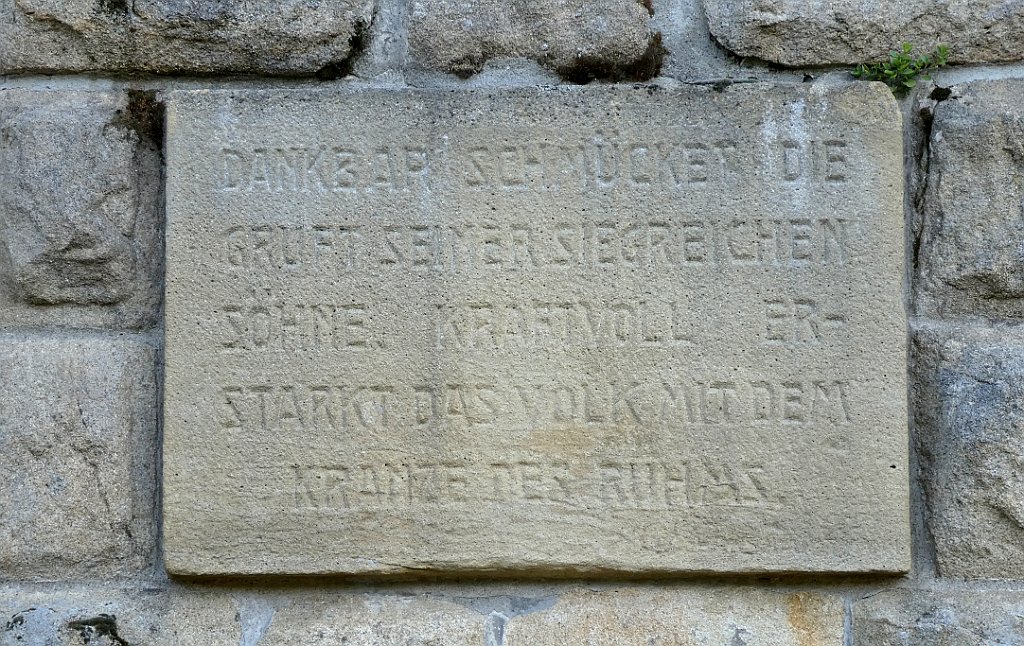 DANKBAR SCHMÜCKET DIE
GRUFT SEINER SIEGREICHEN
SÖHNE, KRAFTVOLL ER-
STARKT DAS VOLK MIT DEM
KRANZE DES RUHMS.